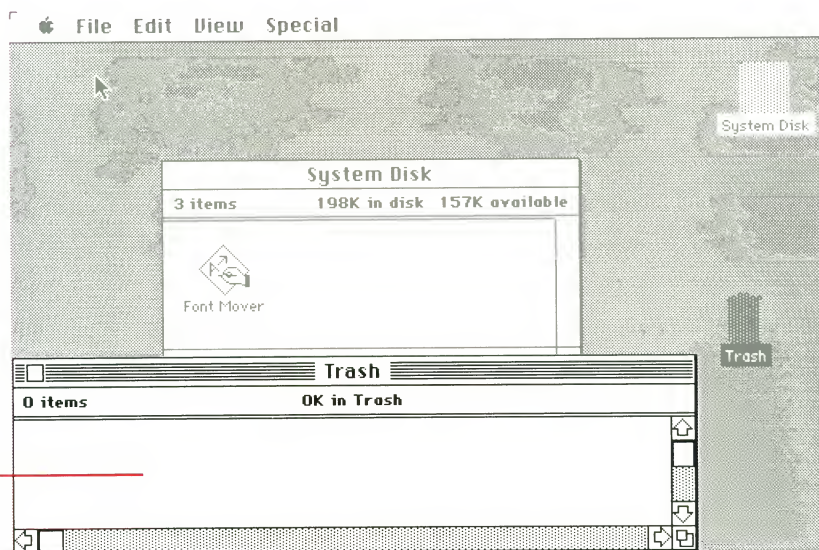 File Edit View Special
System Disk
System Disk
3 items 198K in disk 157K available
Font Mover
Trash
Trash
0 items 0K in Trash